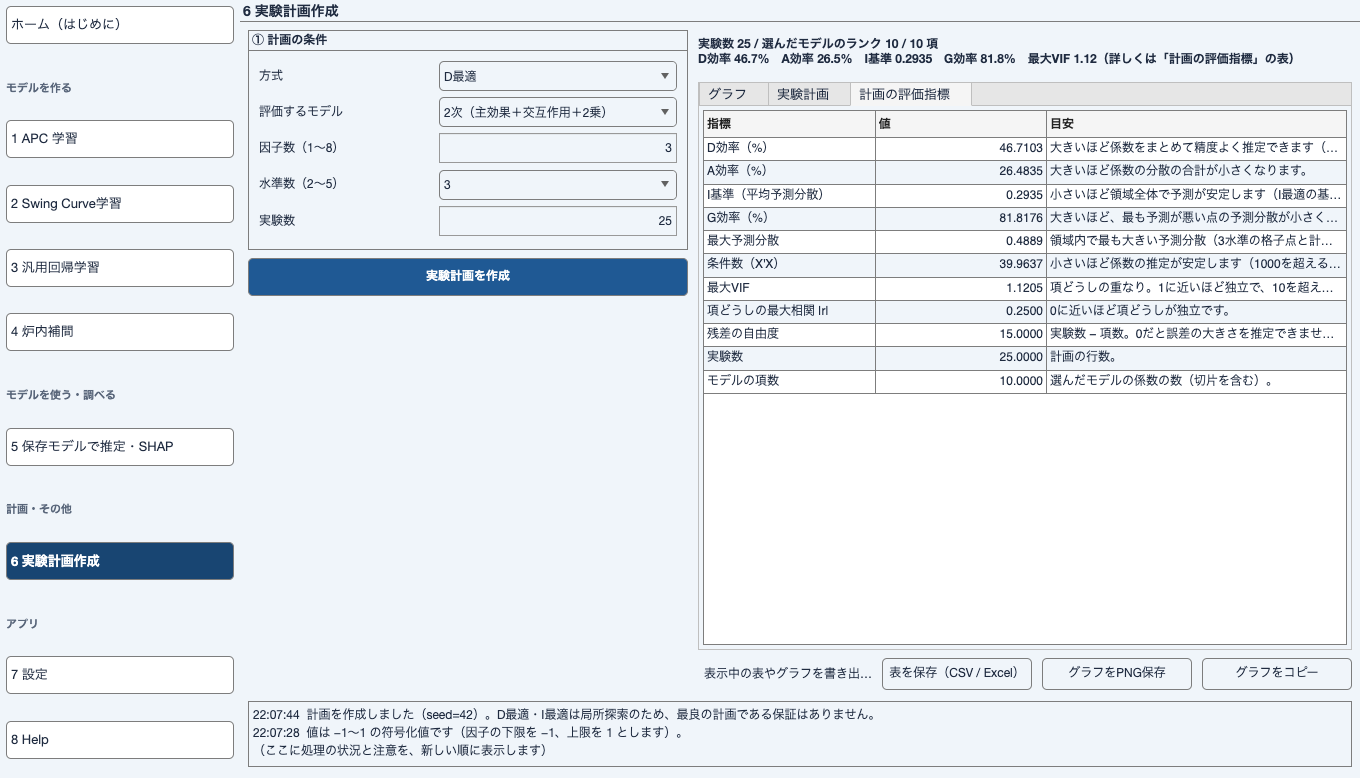 ホーム（はじめに）
モデルを作る
1 APC 学習
2 Swing Curve学習
3 汎用回帰学習
4 炉内補間
モデルを使う・調べる
5 保存モデルで推定・SHAP
計画・その他
6 実験計画作成
アプリ
7 設定
8 Help
6 実験計画作成
① 計画の条件
方式 D最適
評価するモデル 2次（主効果＋交互作用＋2乗）
因子数（1〜8） 3
水準数（2〜5） 3
実験数 25
実験計画を作成
実験数 25 / 選んだモデルのランク 10 / 10 項
D効率 46.7% A効率 26.5% I基準 0.2935 G効率 81.8% 最大VIF 1.12（詳しくは「計画の評価指標」の表）
グラフ 実験計画 計画の評価指標
指標 値 目安
D効率（%） 46.7103 大きいほど係数をまとめて精度よく推定できます（...
A効率（%） 26.4835 大きいほど係数の分散の合計が小さくなります。
I基準（平均予測分散） 0.2935 小さいほど領域全体で予測が安定します（I最適の基...
G効率（%） 81.8176 大きいほど、最も予測が悪い点の予測分散が小さく...
最大予測分散 0.4889 領域内で最も大きい予測分散（3水準の格子点と計...
条件数（X'X） 39.9637 小さいほど係数の推定が安定します（1000を超える...
最大VIF 1.1205 項どうしの重なり。1に近いほど独立で、10を超え...
項どうしの最大相関 |r| 0.2500 0に近いほど項どうしが独立です。
残差の自由度 15.0000 実験数 − 項数。0だと誤差の大きさを推定できませ...
実験数 25.0000 計画の行数。
モデルの項数 10.0000 選んだモデルの係数の数（切片を含む）。
表示中の表やグラフを書き出... 表を保存（CSV / Excel） グラフをPNG保存 グラフをコピー
22:07:44 計画を作成しました（seed=42）。D最適・I最適は局所探索のため、最良の計画である保証はありません。
22:07:28 値は −1〜1 の符号化値です（因子の下限を −1、上限を 1 とします）。
（ここに処理の状況と注意を、新しい順に表示します）